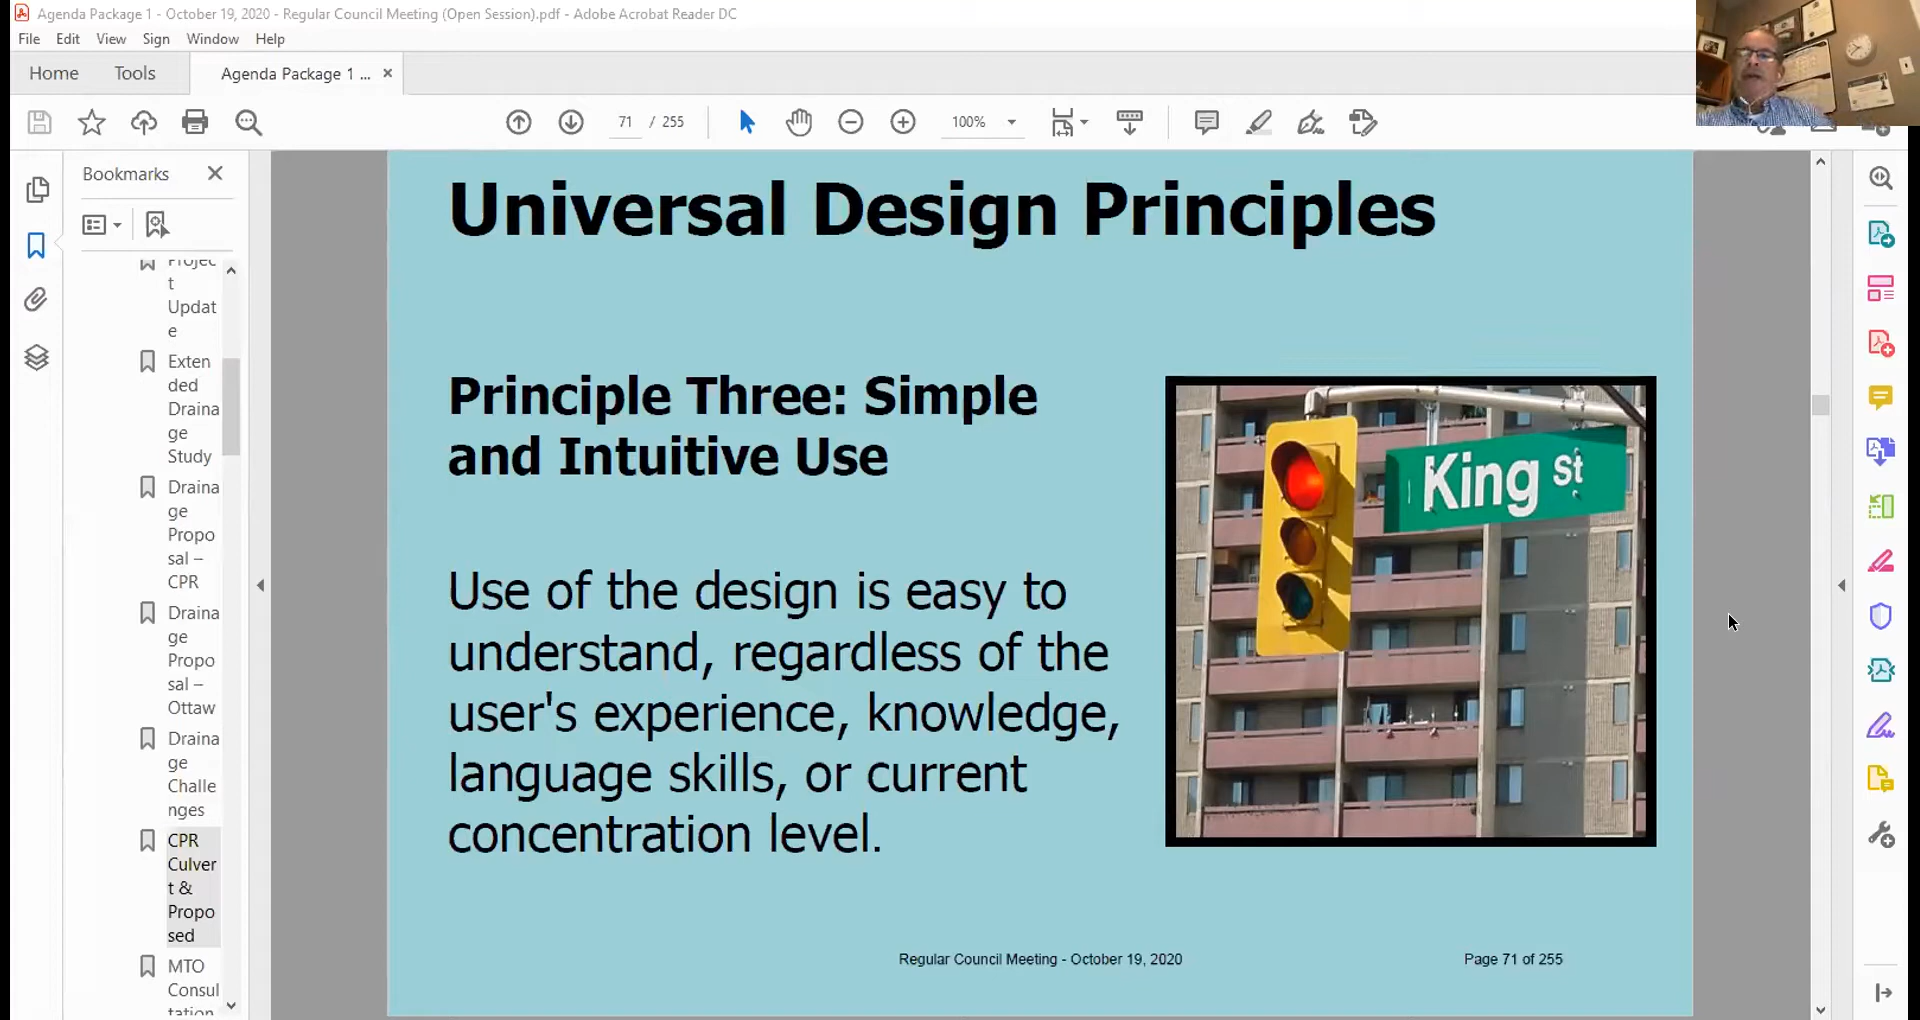 Agenda Package 1 - October 19, 2020 - Regular Council Meeting (Open Session).pdf - Adobe Acrobat Reader DC
File Edit View Sign Window Help
Home Tools Agenda Package 1 ... ×
71 / 255 100%
Bookmarks
Projec
t
Updat
e
Exten
ded
Draina
ge
Study
Draina
ge
Propo
sal –
CPR
Draina
ge
Propo
sal –
Ottaw
Draina
ge
Challe
nges
CPR
Culver
t &
Propo
sed
MTO
Consul
tation
Universal Design Principles
Principle Three: Simple
and Intuitive Use
Use of the design is easy to
understand, regardless of the
user's experience, knowledge,
language skills, or current
concentration level.
King St
Regular Council Meeting - October 19, 2020
Page 71 of 255